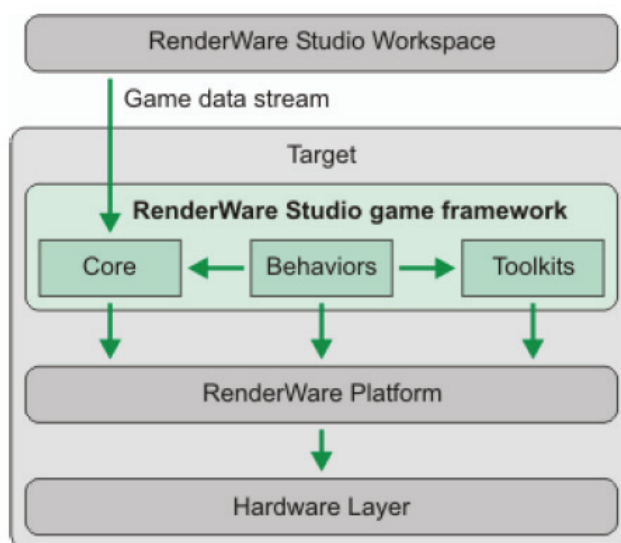 RenderWare Studio Workspace
Game data stream
Target
RenderWare Studio game framework
Core
Behaviors
Toolkits
RenderWare Platform
Hardware Layer